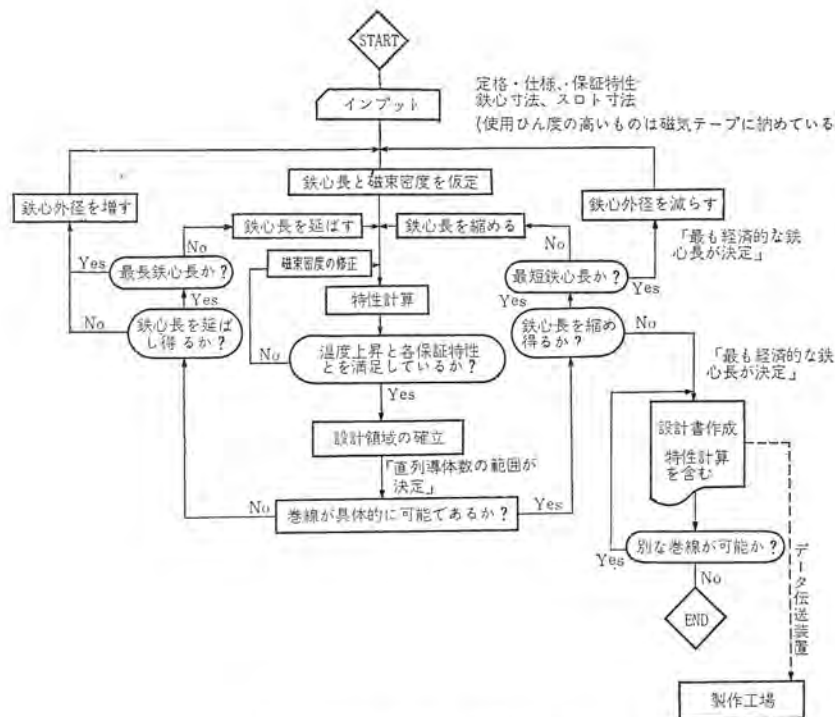 START
インプット
定格・仕様、・保証特性
鉄心寸法、スロト寸法
(使用ひん度の高いものは磁気テープに納めている
鉄心長と磁束密度を仮定
鉄心外径を増す
鉄心外径を減らす
鉄心長を延ばす
鉄心長を縮める
No
No
「最も経済的な鉄
心長が決定」
磁束密度の修正
Yes
最長鉄心長か?
最短鉄心長か?
Yes
Yes
Yes
特性計算
No
鉄心長を延ば
し得るか?
鉄心長を縮め
得るか?
No
No
温度上昇と各保証特性
とを満足しているか?
「最も経済的な鉄
心長が決定」
Yes
設計書作成
特性計算
を含む
設計領域の確立
「直列導体数の範囲が
決定」
No
巻線が具体的に可能であるか?
Yes
別な巻線が可能か?
Yes
No
データ伝送装置
END
製作工場